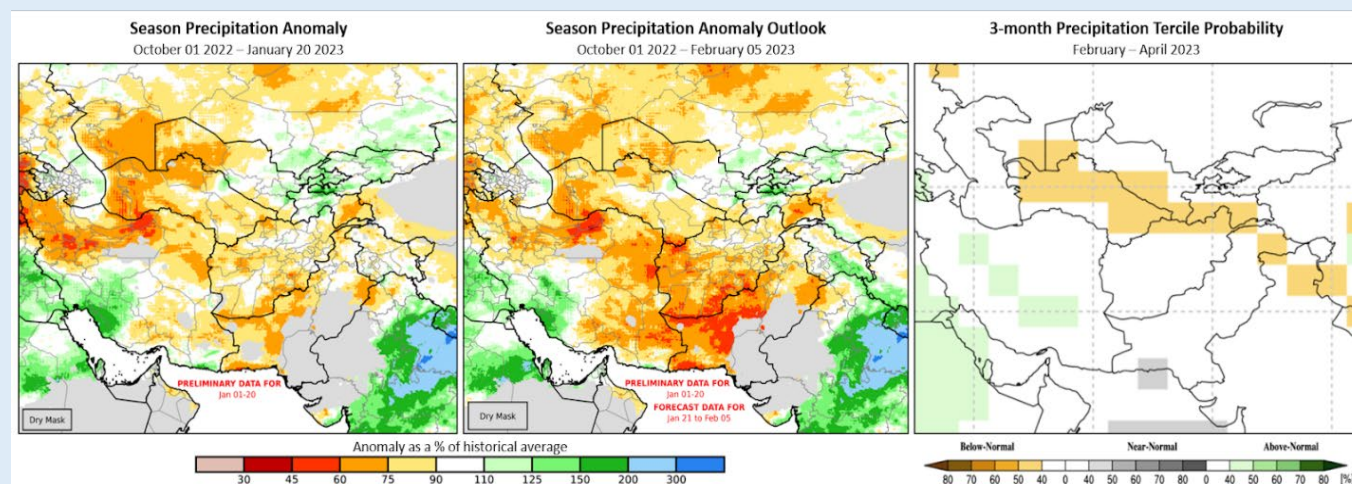 Season Precipitation Anomaly
October 01 2022 – January 20 2023
Season Precipitation Anomaly Outlook
October 01 2022 – February 05 2023
3-month Precipitation Tercile Probability
February – April 2023
PRELIMINARY DATA FOR
Jan 01-20
Dry Mask
PRELIMINARY DATA FOR
Jan 01-20
FORECAST DATA FOR
Jan 21 to Feb 05
Dry Mask
Anomaly as a % of historical average
30 45 60 75 90 110 125 150 200 300
Below-Normal Near-Normal Above-Normal
80 70 60 50 40 0 40 50 60 70 80 0 40 50 60 70 80 [%]